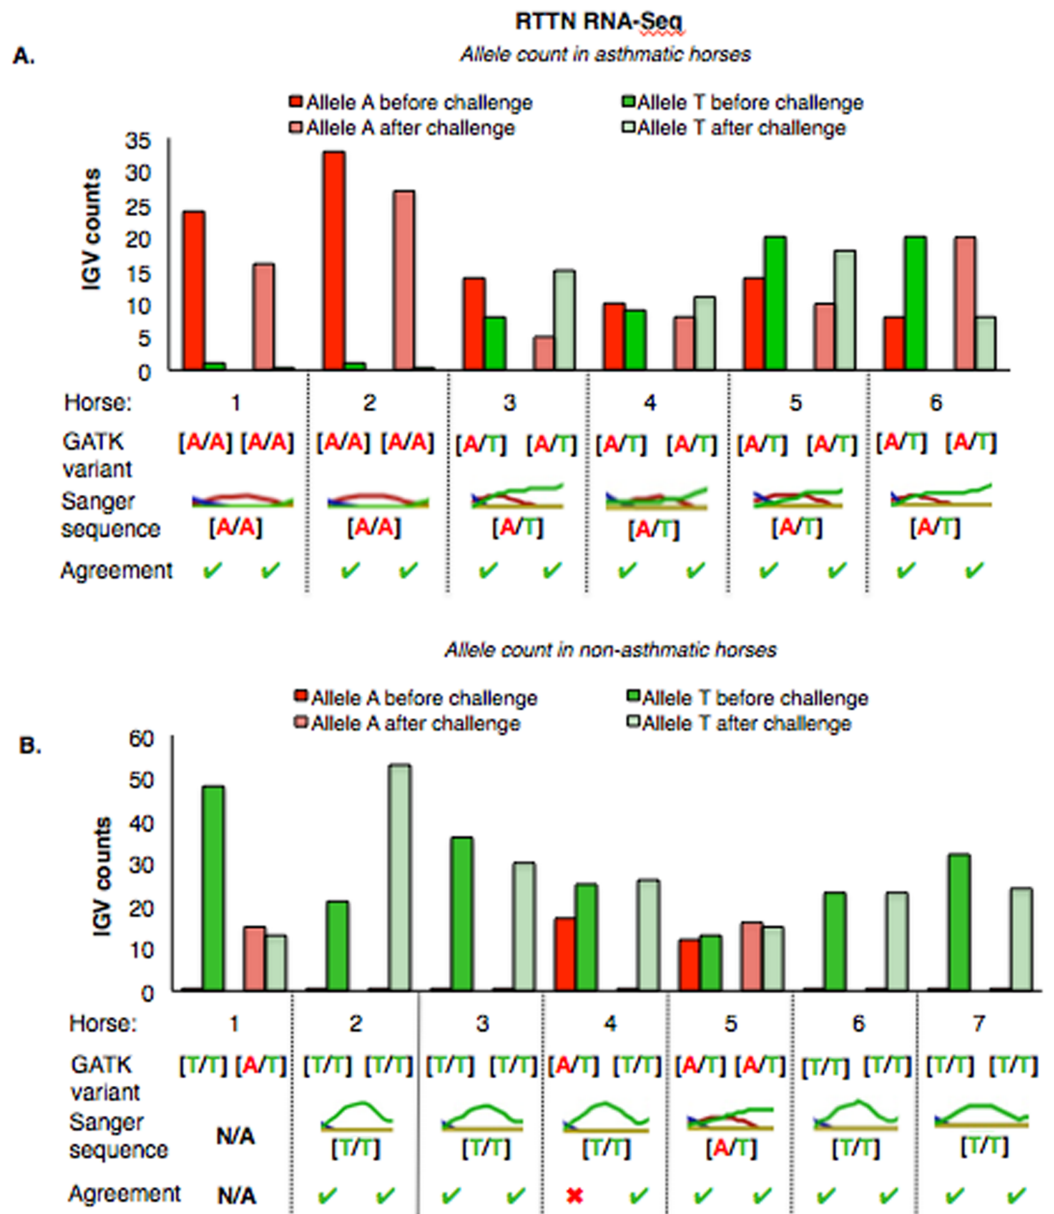 RTTN RNA-Seq
A.
Allele count in asthmatic horses
Allele A before challenge Allele T before challenge
Allele A after challenge Allele T after challenge
IGV counts
35
30
25
20
15
10
5
0
Horse: 1 2 3 4 5 6
GATK variant [A/A] [A/A] [A/A] [A/A] [A/T] [A/T] [A/T] [A/T] [A/T] [A/T] [A/T] [A/T]
Sanger sequence [A/A] [A/A] [A/T] [A/T] [A/T] [A/T]
Agreement ✔ ✔ ✔ ✔ ✔ ✔ ✔ ✔ ✔ ✔ ✔ ✔
Allele count in non-asthmatic horses
Allele A before challenge Allele T before challenge
Allele A after challenge Allele T after challenge
B.
IGV counts
60
50
40
30
20
10
0
Horse: 1 2 3 4 5 6 7
GATK variant [T/T] [A/T] [T/T] [T/T] [T/T] [T/T] [A/T] [T/T] [A/T] [A/T] [T/T] [T/T] [T/T] [T/T]
Sanger sequence N/A [T/T] [T/T] [T/T] [A/T] [T/T] [T/T]
Agreement N/A ✔ ✔ ✔ ✔ ✖ ✔ ✔ ✔ ✔ ✔ ✔ ✔